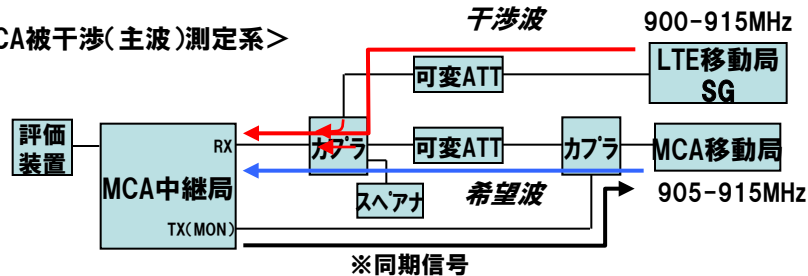 CA被干渉(主波)測定系>
干渉波
900-915MHz
可変ATT
LTE移動局
SG
評価
装置
RX
カプラ
可変ATT
カプラ
MCA移動局
MCA中継局
スペアナ
希望波
905-915MHz
TX(MON)
※同期信号